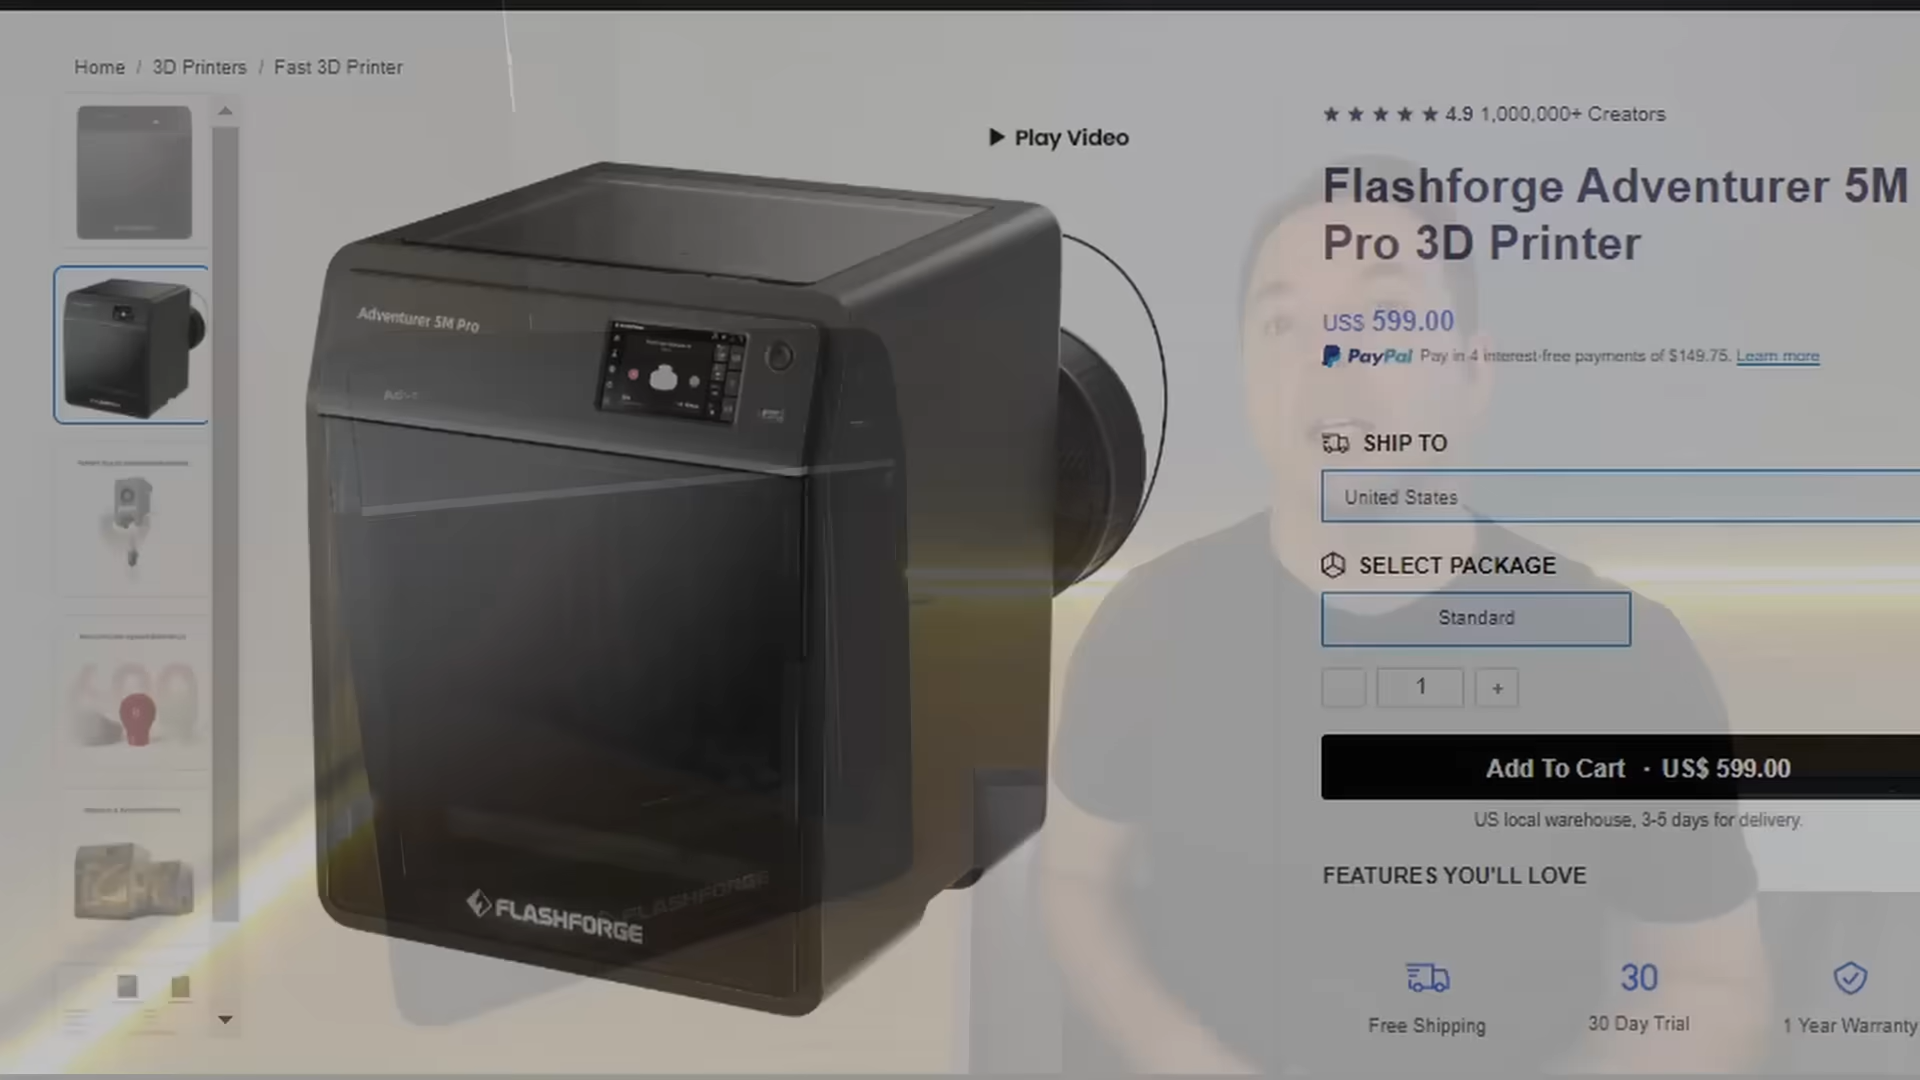 Home / 3D Printers / Fast 3D Printer
Play Video
★ ★ ★ ★ ★ 4.9 1,000,000+ Creators
Flashforge Adventurer 5M
Pro 3D Printer
US$ 599.00
PayPal Pay in 4 interest-free payments of $149.75. Learn more
SHIP TO
United States
SELECT PACKAGE
Standard
1 +
Add To Cart · US$ 599.00
US local warehouse, 3-5 days for delivery.
FEATURES YOU'LL LOVE
30
Free Shipping
30 Day Trial
1 Year Warranty
Adventurer 5M Pro
FLASHFORGE
FLASHFORGE